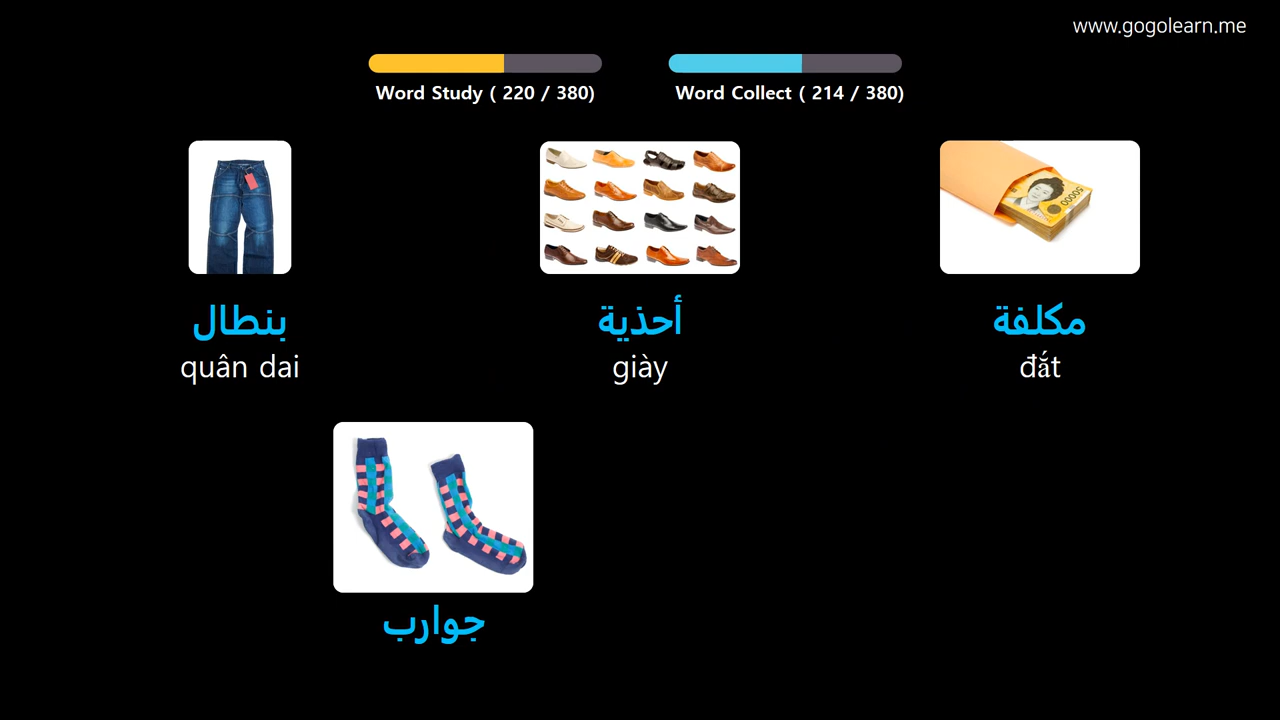 www.gogolearn.me
Word Study ( 220 / 380)
Word Collect ( 214 / 380)
بنطال
quân dai
أحذية
giày
مكلفة
đắt
جوارب
50000